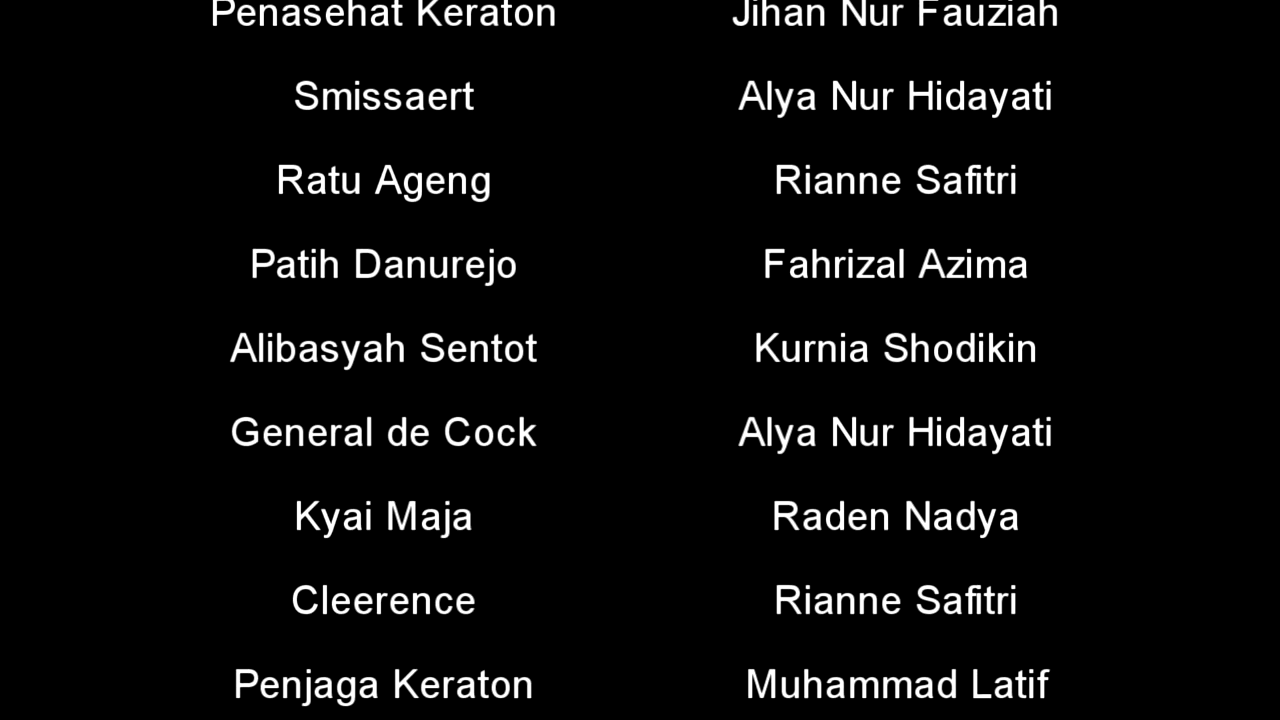 Penasehat Keraton Jihan Nur Fauziah
Smissaert Alya Nur Hidayati
Ratu Ageng Rianne Safitri
Patih Danurejo Fahrizal Azima
Alibasyah Sentot Kurnia Shodikin
General de Cock Alya Nur Hidayati
Kyai Maja Raden Nadya
Cleerence Rianne Safitri
Penjaga Keraton Muhammad Latif